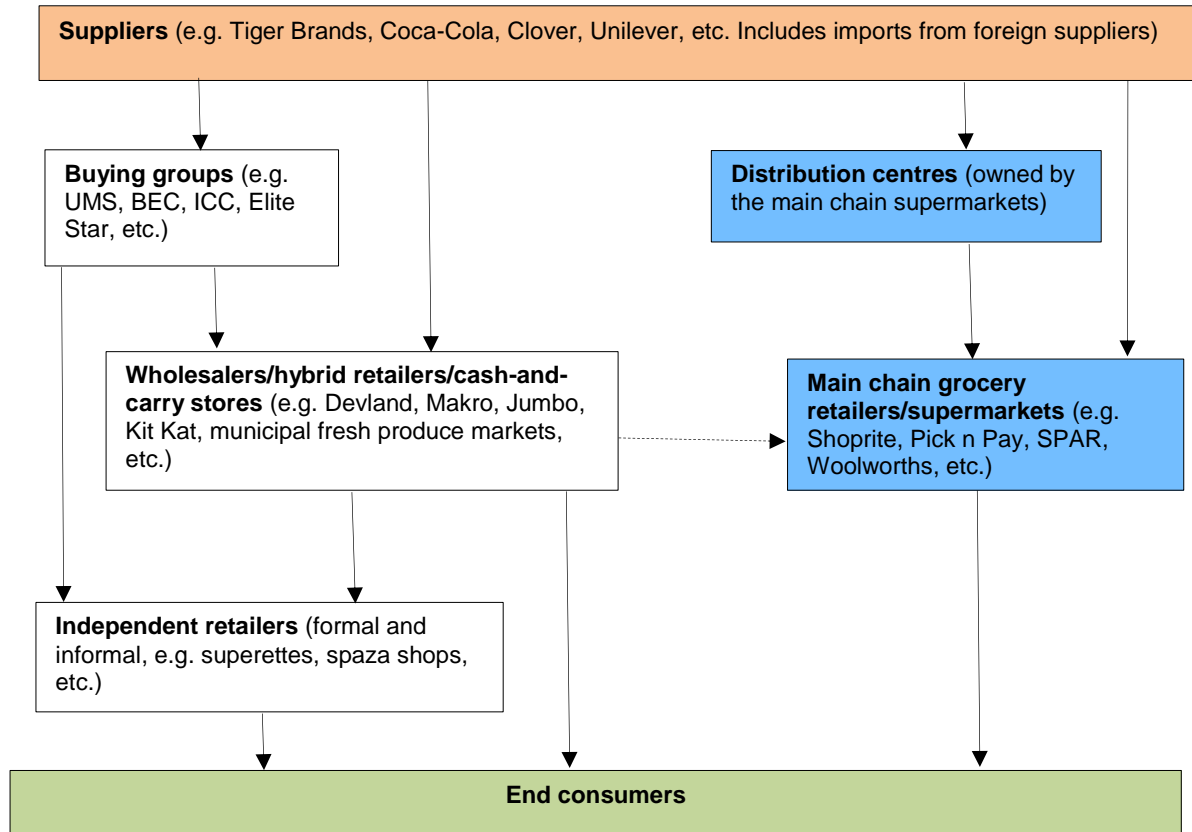 Suppliers (e.g. Tiger Brands, Coca-Cola, Clover, Unilever, etc. Includes imports from foreign suppliers)
Buying groups (e.g.
UMS, BEC, ICC, Elite
Star, etc.)
Distribution centres (owned by
the main chain supermarkets)
Wholesalers/hybrid retailers/cash-and-
carry stores (e.g. Devland, Makro, Jumbo,
Kit Kat, municipal fresh produce markets,
etc.)
Main chain grocery
retailers/supermarkets (e.g.
Shoprite, Pick n Pay, SPAR,
Woolworths, etc.)
Independent retailers (formal and
informal, e.g. superettes, spaza shops,
etc.)
End consumers